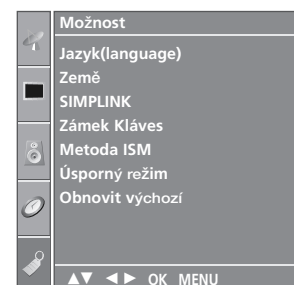 Možnost
Jazyk(language)
Země
SIMPLINK
Zámek Kláves
Metoda ISM
Úsporný režim
Obnovit výchozí
▲▼ ◄► OK MENU